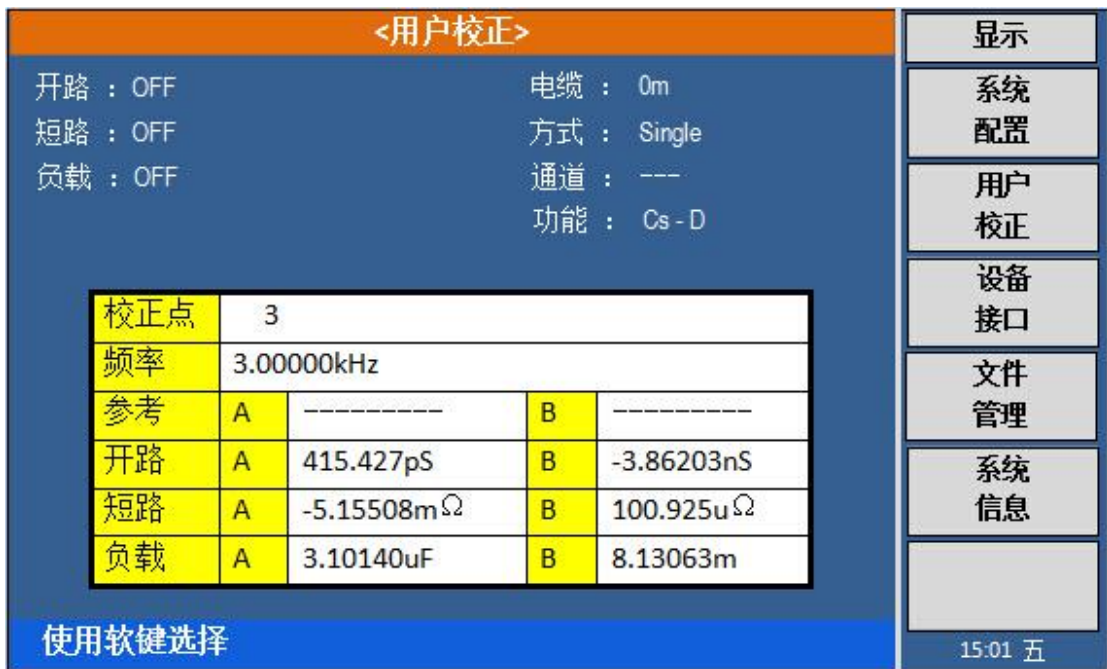 <用户校正>
开路 : OFF
电缆 : 0m
短路 : OFF
方式 : Single
负载 : OFF
通道 : ---
功能 : Cs - D
校正点 3
频率 3.00000kHz
参考 A --------- B ---------
开路 A 415.427pS B -3.86203nS
短路 A -5.15508mΩ B 100.925uΩ
负载 A 3.10140uF B 8.13063m
使用软键选择
显示
系统
配置
用户
校正
设备
接口
文件
管理
系统
信息
15:01 五